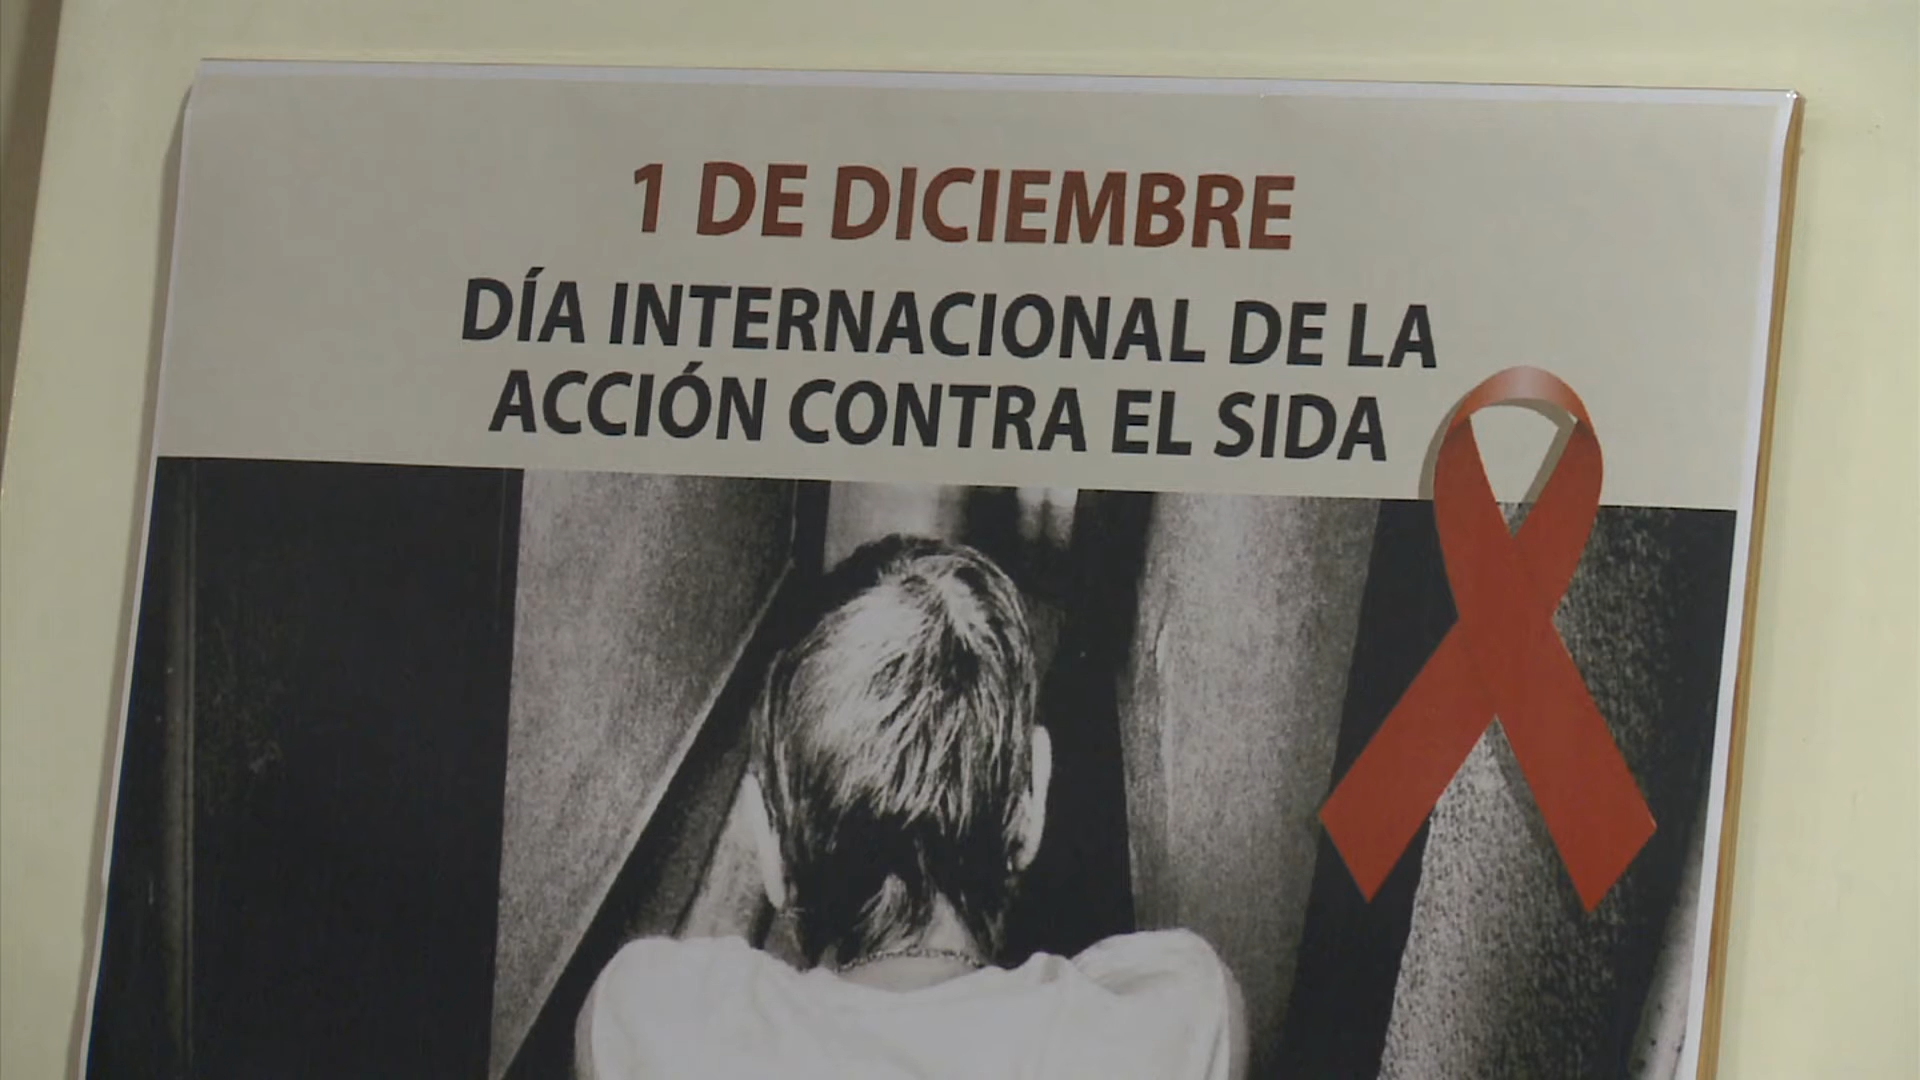 1 DE DICIEMBRE
DÍA INTERNACIONAL DE LA
ACCIÓN CONTRA EL SIDA